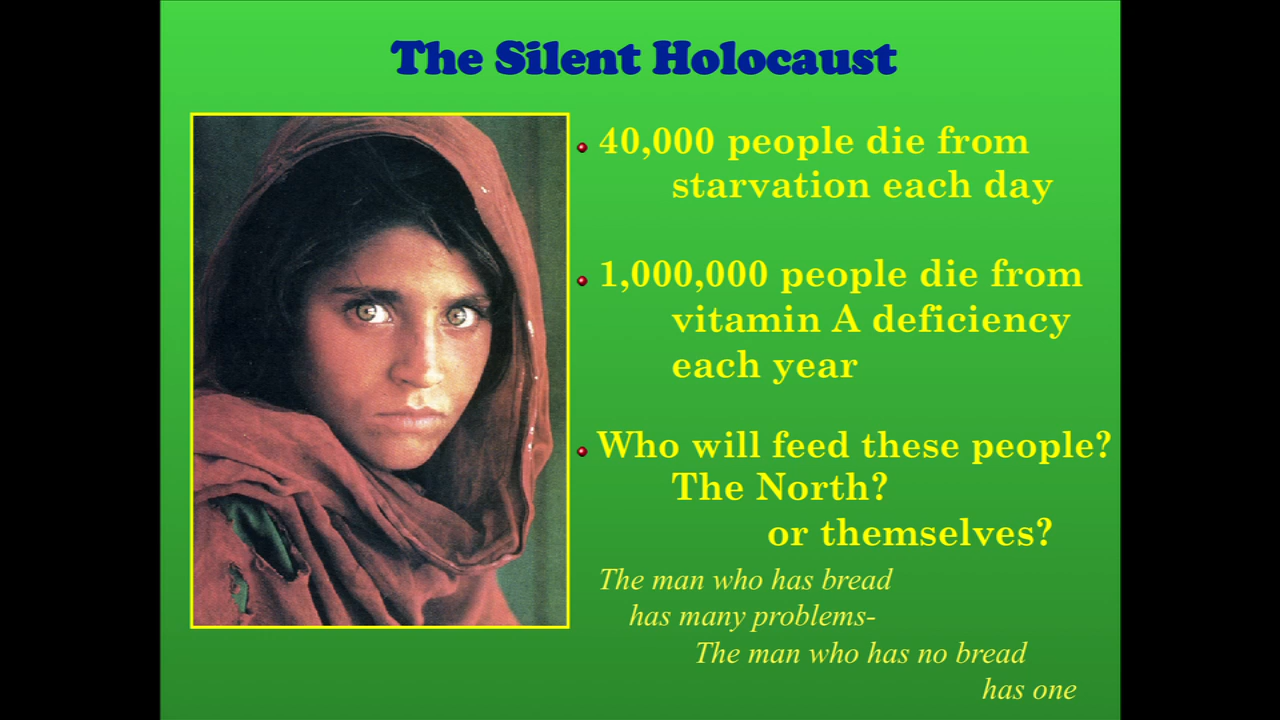 The Silent Holocaust
40,000 people die from
starvation each day
1,000,000 people die from
vitamin A deficiency
each year
Who will feed these people?
The North?
or themselves?
The man who has bread
has many problems-
The man who has no bread
has one